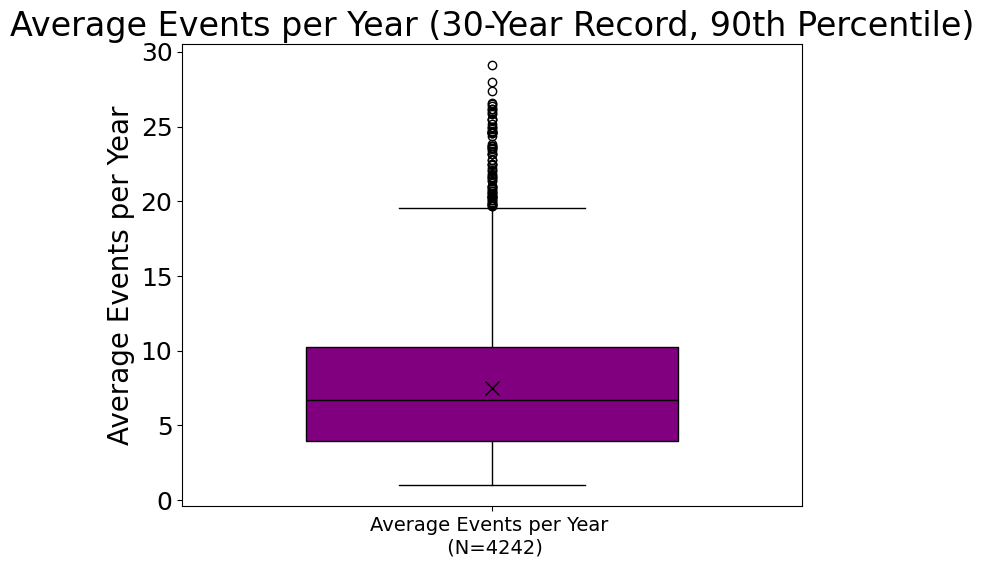 Average Events per Year (30-Year Record, 90th Percentile)
Average Events per Year
30
25
20
15
10
5
0
Average Events per Year
(N=4242)